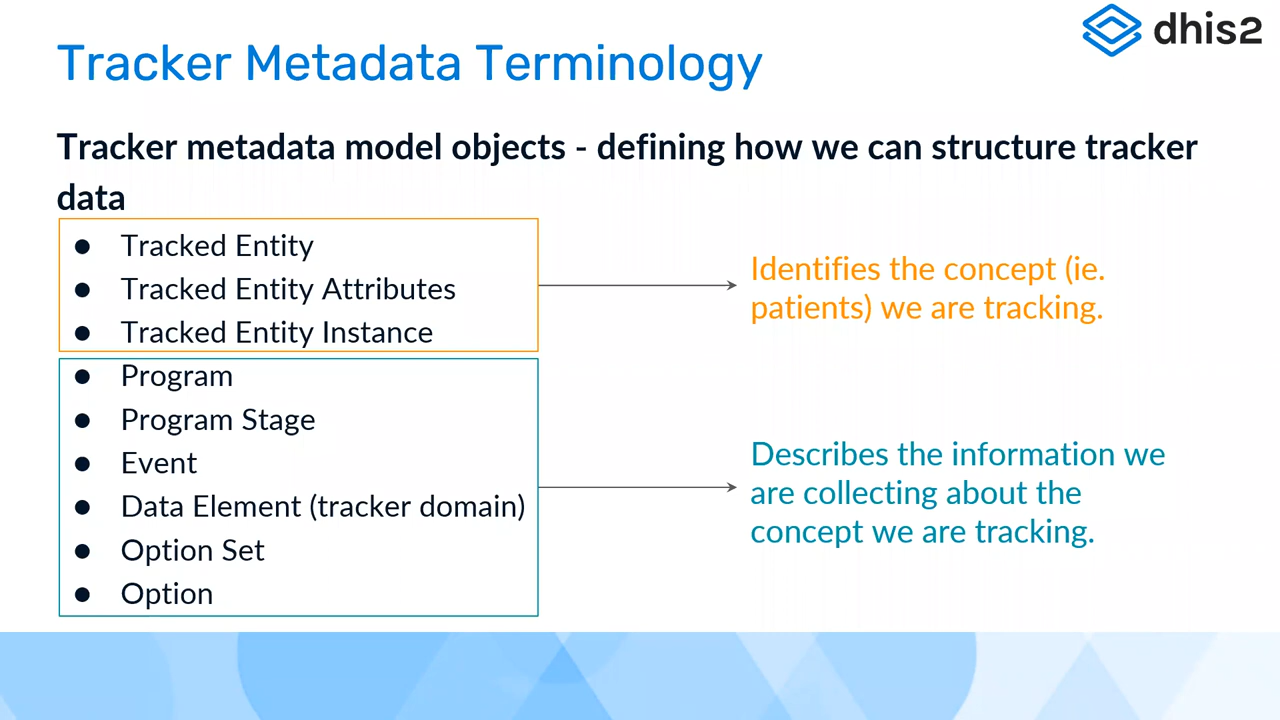 dhis2
Tracker Metadata Terminology
Tracker metadata model objects - defining how we can structure tracker
data
● Tracked Entity
● Tracked Entity Attributes
● Tracked Entity Instance
Identifies the concept (ie.
patients) we are tracking.
● Program
● Program Stage
● Event
● Data Element (tracker domain)
● Option Set
● Option
Describes the information we
are collecting about the
concept we are tracking.